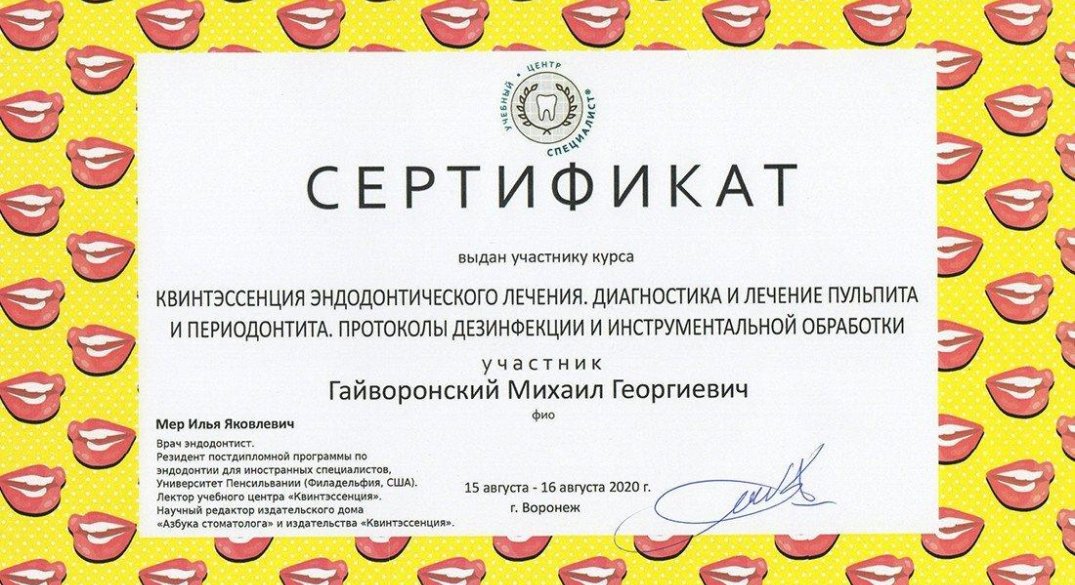 УЧЕБНЫЙ • ЦЕНТР
СПЕЦИАЛИСТ®
СЕРТИФИКАТ
выдан участнику курса
КВИНТЭССЕНЦИЯ ЭНДОДОНТИЧЕСКОГО ЛЕЧЕНИЯ. ДИАГНОСТИКА И ЛЕЧЕНИЕ ПУЛЬПИТА
И ПЕРИОДОНТИТА. ПРОТОКОЛЫ ДЕЗИНФЕКЦИИ И ИНСТРУМЕНТАЛЬНОЙ ОБРАБОТКИ
участник
Гайворонский Михаил Георгиевич
фио
Мер Илья Яковлевич
Врач эндодонтист.
Резидент постдипломной программы по
эндодонтии для иностранных специалистов,
Университет Пенсильвании (Филадельфия, США).
Лектор учебного центра «Квинтэссенция».
Научный редактор издательского дома
«Азбука стоматолога» и издательства «Квинтэссенция».
15 августа - 16 августа 2020 г.
г. Воронеж